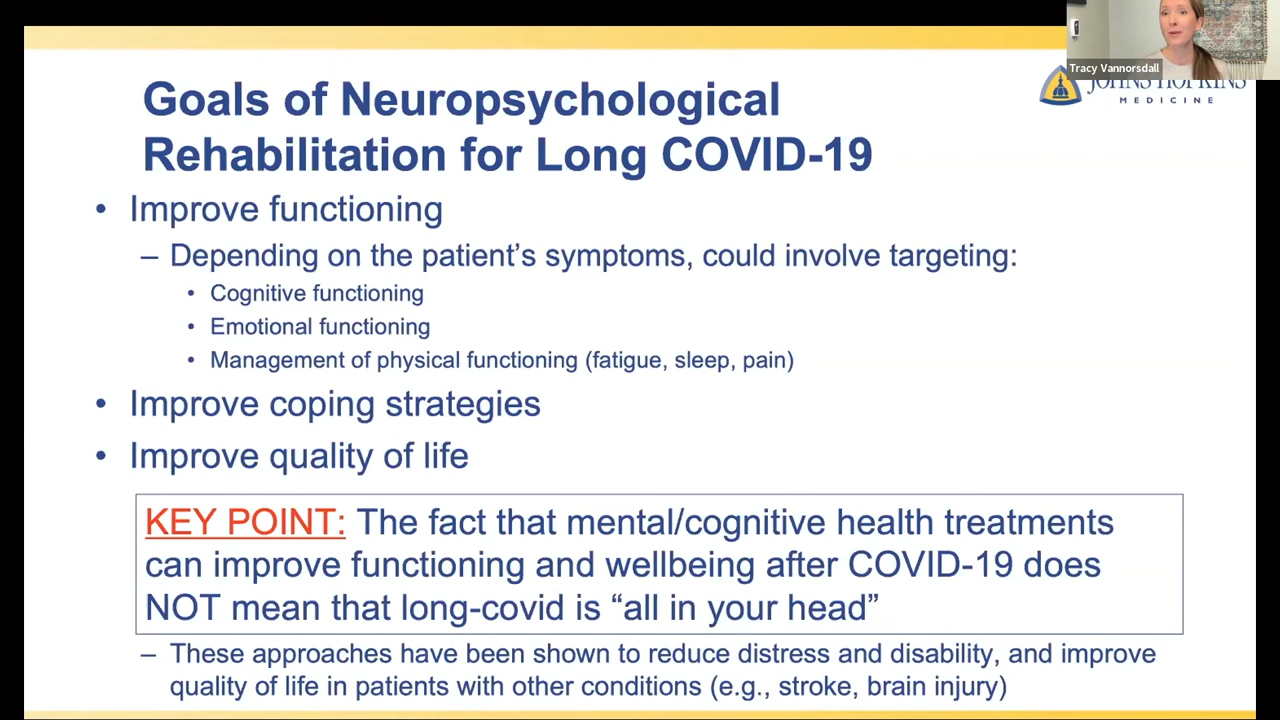 Tracy Vannorsdall
JOHNS HOPKINS
MEDICINE
Goals of Neuropsychological
Rehabilitation for Long COVID-19
• Improve functioning
– Depending on the patient’s symptoms, could involve targeting:
• Cognitive functioning
• Emotional functioning
• Management of physical functioning (fatigue, sleep, pain)
• Improve coping strategies
• Improve quality of life
KEY POINT: The fact that mental/cognitive health treatments
can improve functioning and wellbeing after COVID-19 does
NOT mean that long-covid is “all in your head”
– These approaches have been shown to reduce distress and disability, and improve
quality of life in patients with other conditions (e.g., stroke, brain injury)